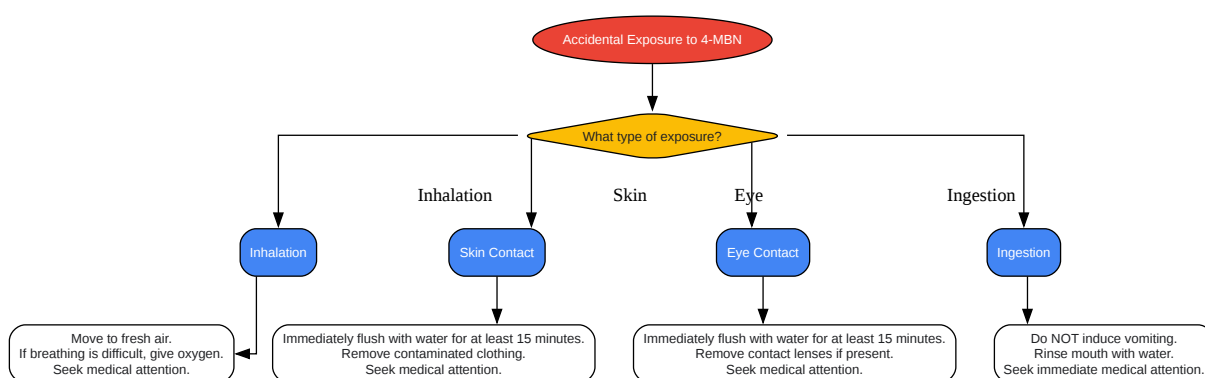 Accidental Exposure to 4-MBN
What type of exposure?
Inhalation
Skin
Eye
Ingestion
Inhalation
Skin Contact
Eye Contact
Ingestion
Move to fresh air.
If breathing is difficult, give oxygen.
Seek medical attention.
Immediately flush with water for at least 15 minutes.
Remove contaminated clothing.
Seek medical attention.
Immediately flush with water for at least 15 minutes.
Remove contact lenses if present.
Seek medical attention.
Do NOT induce vomiting.
Rinse mouth with water.
Seek immediate medical attention.